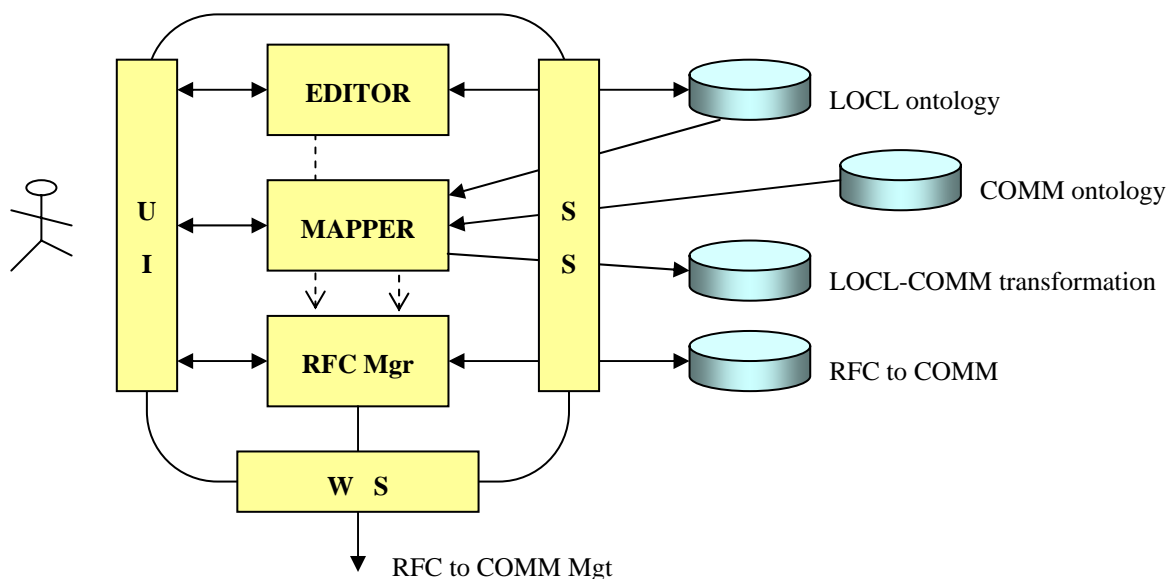 EDITOR
LOCL ontology
COMM ontology
U
I
MAPPER
S
S
LOCL-COMM transformation
RFC Mgr
RFC to COMM
W S
RFC to COMM Mgt